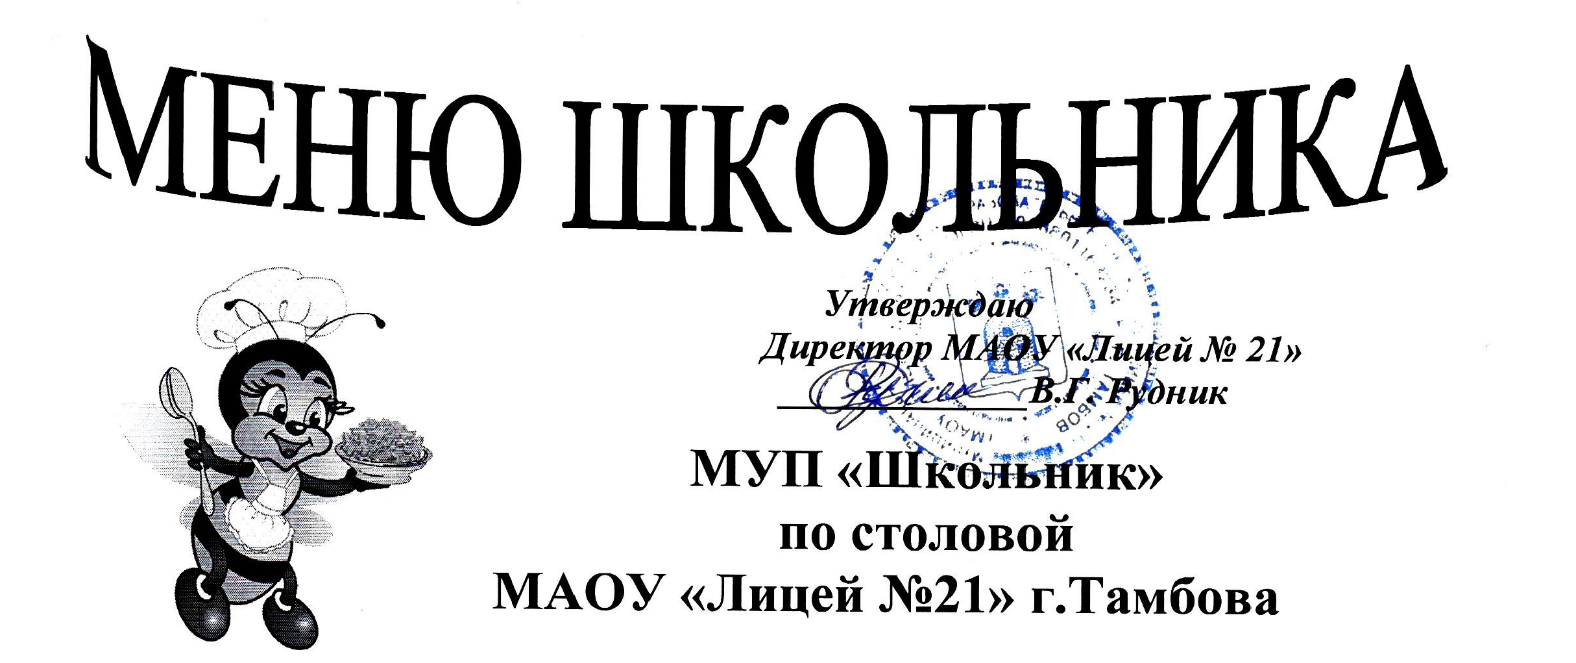 МЕНЮ ШКОЛЬНИКА
Утверждаю
Директор МАОУ «Лицей № 21»
В.Г. Рудник
МУП «Школьник»
по столовой
МАОУ «Лицей №21» г.Тамбова